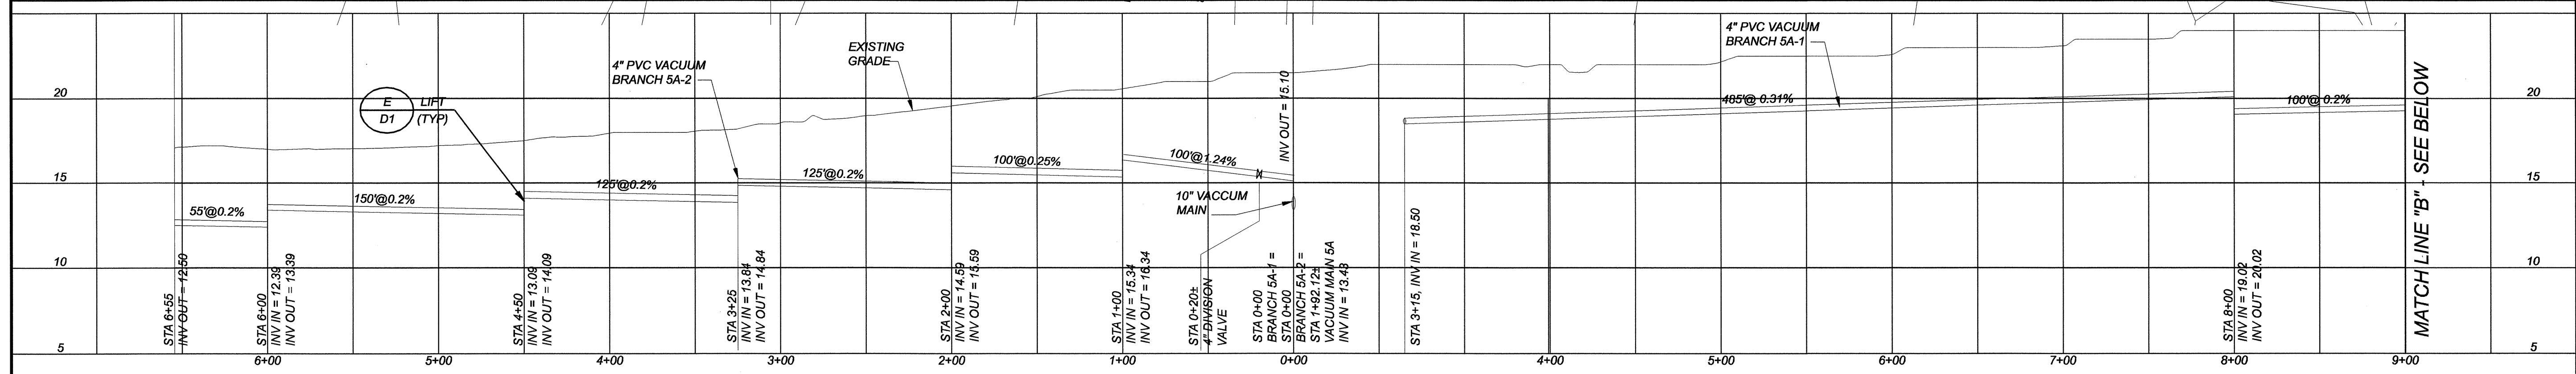 20
15
10
5
E
D1
LIFT
(TYP)
4" PVC VACUUM
BRANCH 5A-2
EXISTING
GRADE
4" PVC VACUUM
BRANCH 5A-1
55'@0.2%
150'@0.2%
125'@0.2%
125'@0.2%
100'@0.25%
100'@1.24%
485'@ 0.31%
100'@ 0.2%
10" VACCUM
MAIN
INV OUT = 15.10
STA 6+55
INV OUT = 12.50
STA 6+00
INV IN = 12.39
INV OUT = 13.39
STA 4+50
INV IN = 13.09
INV OUT = 14.09
STA 3+25
INV IN = 13.84
INV OUT = 14.84
STA 2+00
INV IN = 14.59
INV OUT = 15.59
STA 1+00
INV IN = 15.34
INV OUT = 16.34
STA 0+20±
4" DIVISION
VALVE
STA 0+00
BRANCH 5A-1 =
STA 0+00
BRANCH 5A-2 =
STA 1+92.12±
VACUUM MAIN 5A
INV IN = 13.43
STA 3+15, INV IN = 18.50
STA 8+00
INV IN = 19.02
INV OUT = 20.02
MATCH LINE "B" - SEE BELOW
20
15
10
5
6+00
5+00
4+00
3+00
2+00
1+00
0+00
4+00
5+00
6+00
7+00
8+00
9+00